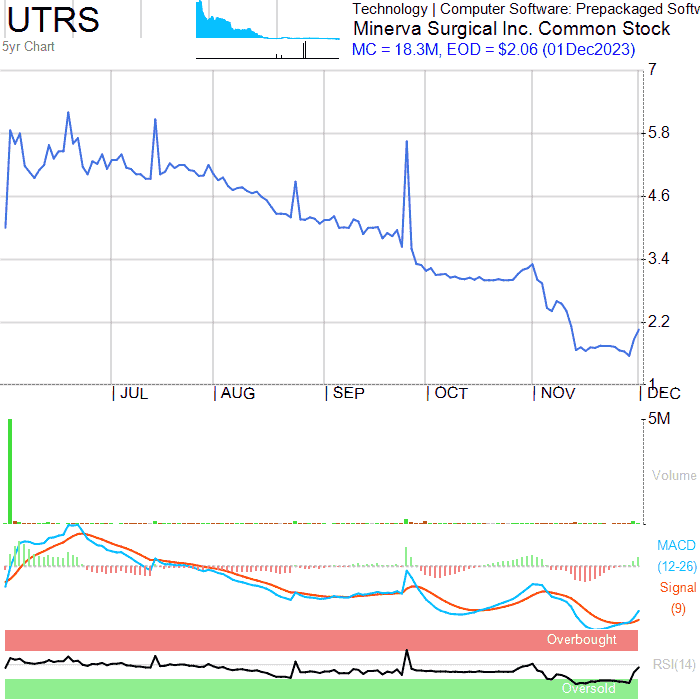 UTRS
5yr Chart
Technology | Computer Software: Prepackaged Softw
Minerva Surgical Inc. Common Stock
MC = 18.3M, EOD = $2.06 (01Dec2023)
7
5.8
4.6
3.4
2.2
1
| JUL | AUG | SEP | OCT | NOV | DEC
5M
Volume
MACD
(12-26)
Signal
(9)
Overbought
RSI(14)
Oversold